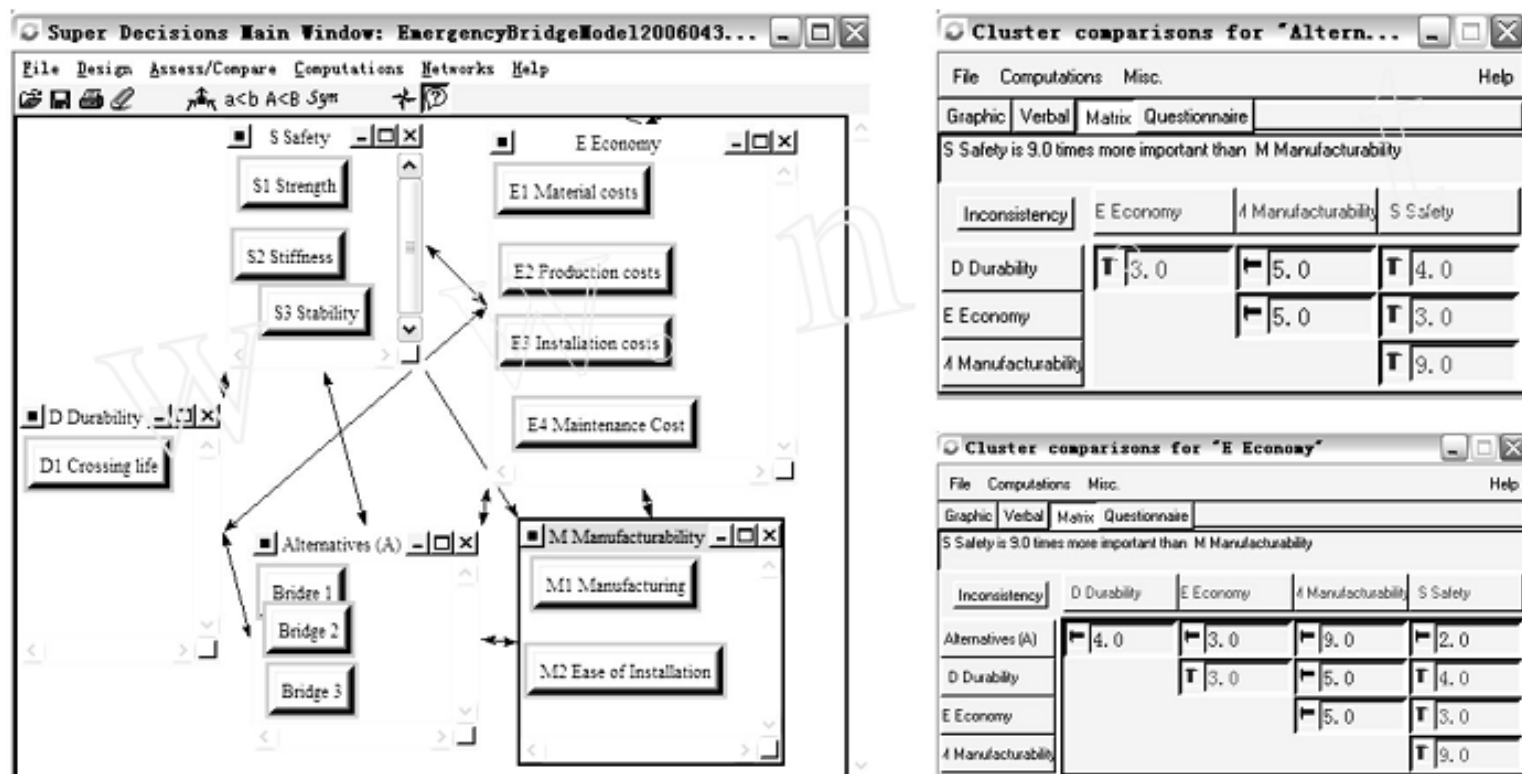 Super Decisions Main Window: EmergencyBridgeModel2006043...
File Design Assess/Compare Computations Networks Help
a<b A<B Sym
S Safety
S1 Strength
S2 Stiffness
S3 Stability
E Economy
E1 Material costs
E2 Production costs
E3 Installation costs
E4 Maintenance Cost
D Durability
D1 Crossing life
Alternatives (A)
Bridge 1
Bridge 2
Bridge 3
M Manufacturability
M1 Manufacturing
M2 Ease of Installation
Cluster comparisons for "Altern...
File Computations Misc. Help
Graphic Verbal Matrix Questionnaire
S Safety is 9.0 times more important than M Manufacturability
Inconsistency E Economy M Manufacturability S Safety
D Durability 3.0 5.0 4.0
E Economy 5.0 3.0
M Manufacturability 9.0
Cluster comparisons for "E Economy"
File Computations Misc. Help
Graphic Verbal Matrix Questionnaire
S Safety is 9.0 times more important than M Manufacturability
Inconsistency D Durability E Economy M Manufacturability S Safety
Alternatives (A) 4.0 3.0 9.0 2.0
D Durability 3.0 5.0 4.0
E Economy 5.0 3.0
M Manufacturability 9.0